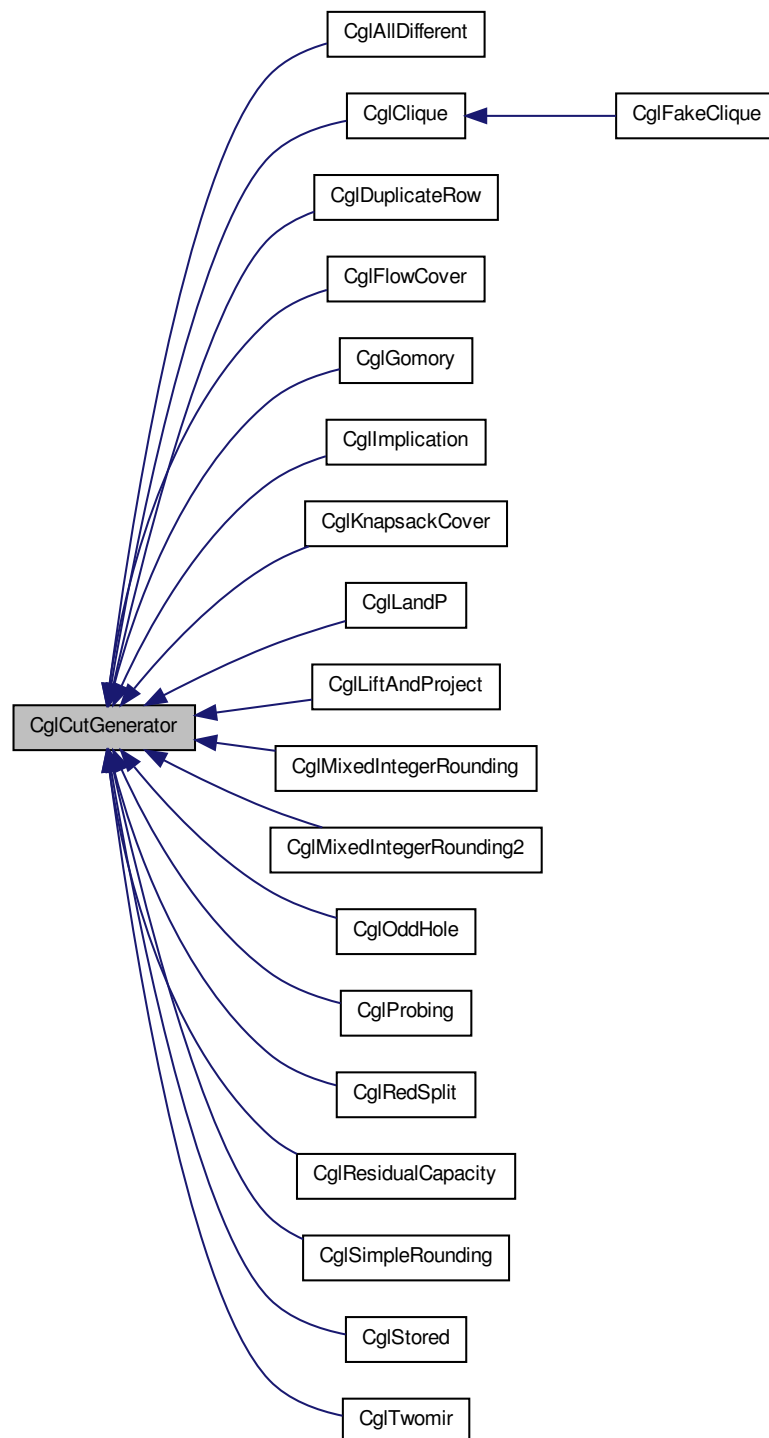 CglAllDifferent
CglClique
CglFakeClique
CglDuplicateRow
CglFlowCover
CglGomory
CglImplication
CglKnapsackCover
CglLandP
CglLiftAndProject
CglCutGenerator
CglMixedIntegerRounding
CglMixedIntegerRounding2
CglOddHole
CglProbing
CglRedSplit
CglResidualCapacity
CglSimpleRounding
CglStored
CglTwomir